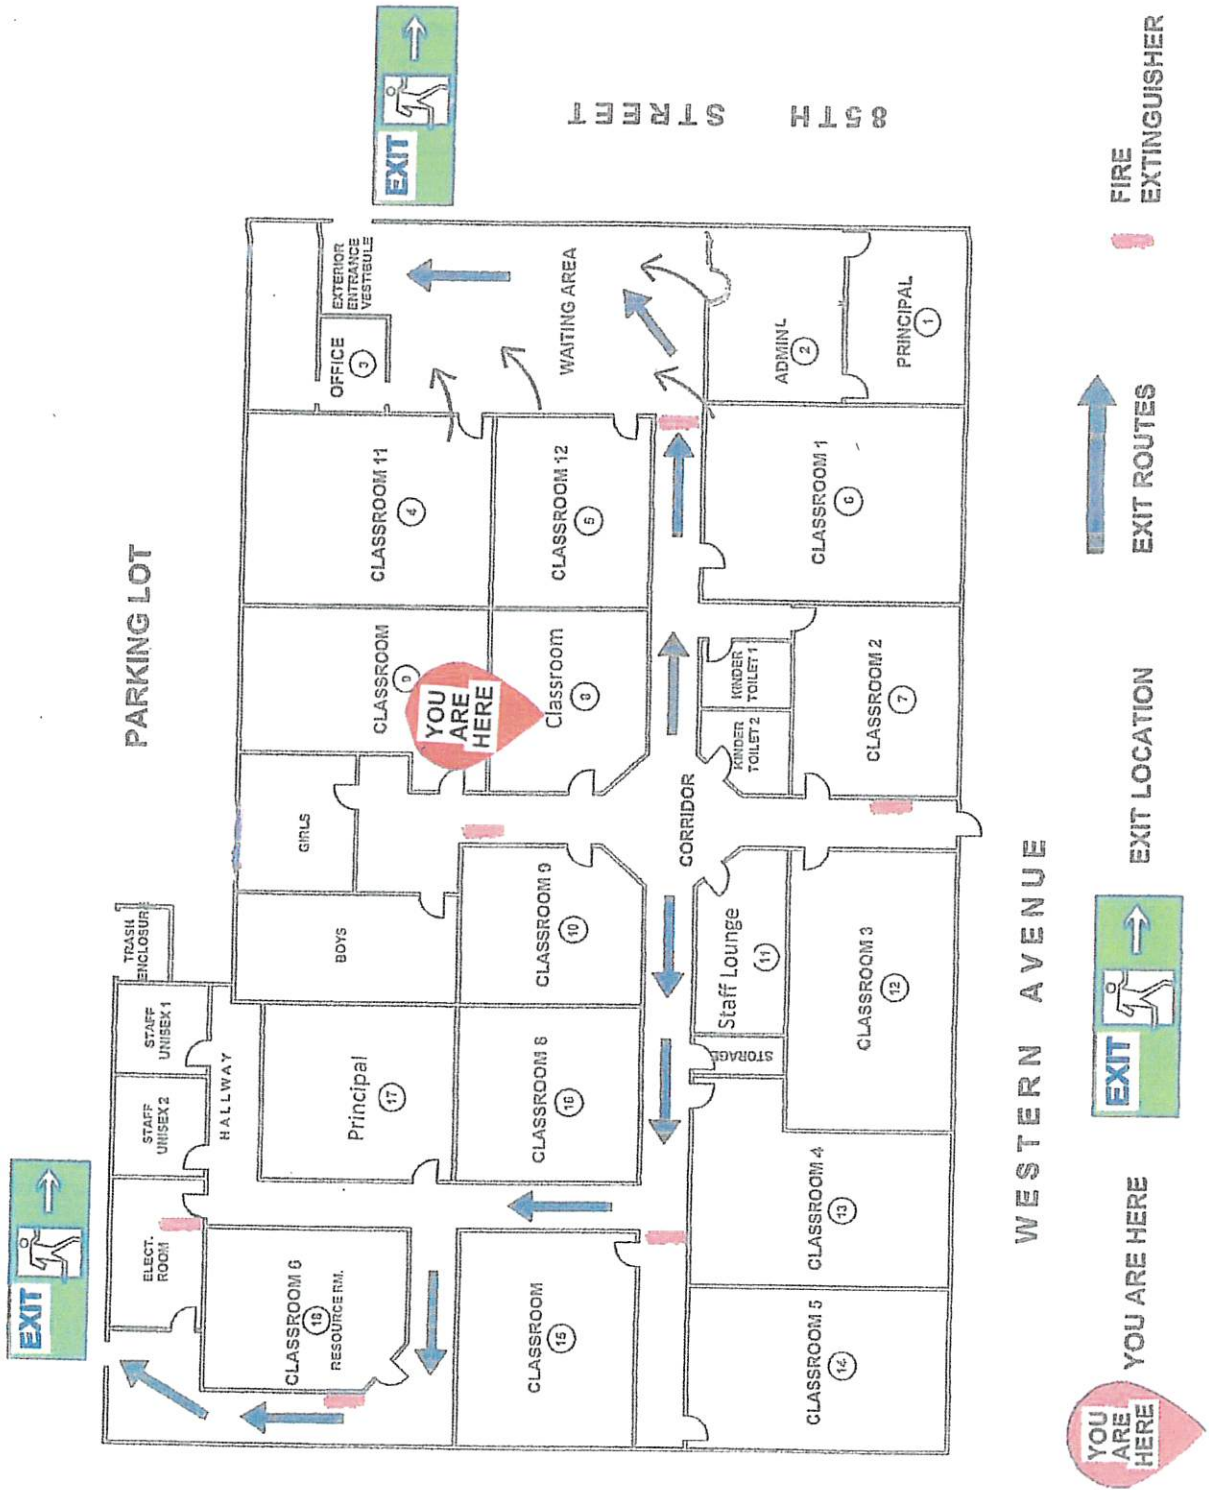 EXIT
PARKING LOT
EXIT
85TH STREET
TRASH
ENCLOSURE
STAFF
UNISEX 1
STAFF
UNISEX 2
ELECT.
ROOM
HALLWAY
GIRLS
BOYS
CLASSROOM 6
18
RESOURCE RM.
Principal
17
CLASSROOM
9
YOU
ARE
HERE
CLASSROOM 11
4
OFFICE
3
EXTERIOR
ENTRANCE
VESTIBULE
CLASSROOM
15
CLASSROOM 8
16
CLASSROOM 9
10
Classroom
8
CLASSROOM 12
5
WAITING AREA
CORRIDOR
STORAGE
Staff Lounge
11
KINDER
TOILET 2
KINDER
TOILET 1
ADMIN'L
2
CLASSROOM 5
14
CLASSROOM 4
13
CLASSROOM 3
12
CLASSROOM 2
7
CLASSROOM 1
6
PRINCIPAL
1
WESTERN AVENUE
YOU
ARE
HERE
YOU ARE HERE
EXIT
EXIT LOCATION
EXIT ROUTES
FIRE
EXTINGUISHER